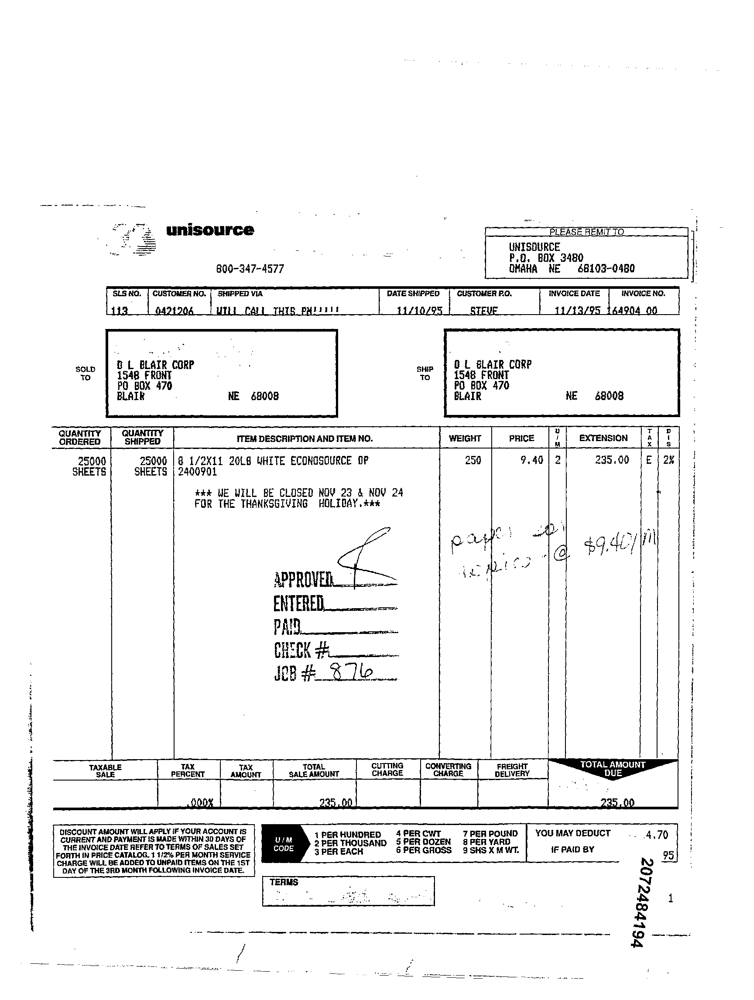 unisource
PLEASE REMIT TO
UNISOURCE
P.O. BOX 3480
OMAHA NE 68103-0480
800-347-4577
SLS NO. CUSTOMER NO. SHIPPED VIA DATE SHIPPED CUSTOMER P.O. INVOICE DATE INVOICE NO.
113 0421206 WILL CALL THIS PM!!!!! 11/10/95 STEVE 11/13/95 164904 00
SOLD TO
D L BLAIR CORP
1548 FRONT
PO BOX 470
BLAIR NE 68008
SHIP TO
D L BLAIR CORP
1548 FRONT
PO BOX 470
BLAIR NE 68008
QUANTITY ORDERED QUANTITY SHIPPED ITEM DESCRIPTION AND ITEM NO. WEIGHT PRICE U/M EXTENSION TAX DIS
25000 25000 8 1/2X11 20LB WHITE ECONOSOURCE DP 250 9.40 2 235.00 E 2%
SHEETS SHEETS 2400901
*** WE WILL BE CLOSED NOV 23 & NOV 24
FOR THE THANKSGIVING HOLIDAY.***
paper @ $9.40/M
APPROVED
ENTERED
PAID
CHECK #
JOB # 876
TAXABLE SALE TAX PERCENT TAX AMOUNT TOTAL SALE AMOUNT CUTTING CHARGE CONVERTING CHARGE FREIGHT DELIVERY TOTAL AMOUNT DUE
.000% 235.00 235.00
DISCOUNT AMOUNT WILL APPLY IF YOUR ACCOUNT IS
CURRENT AND PAYMENT IS MADE WITHIN 30 DAYS OF
THE INVOICE DATE REFER TO TERMS OF SALES SET
FORTH IN PRICE CATALOG. 1 1/2% PER MONTH SERVICE
CHARGE WILL BE ADDED TO UNPAID ITEMS ON THE 1ST
DAY OF THE 3RD MONTH FOLLOWING INVOICE DATE.
U/M CODE
1 PER HUNDRED 4 PER CWT 7 PER POUND
2 PER THOUSAND 5 PER DOZEN 8 PER YARD
3 PER EACH 6 PER GROSS 9 SHS X M WT.
YOU MAY DEDUCT 4.70
IF PAID BY 95
TERMS
2072484194
1